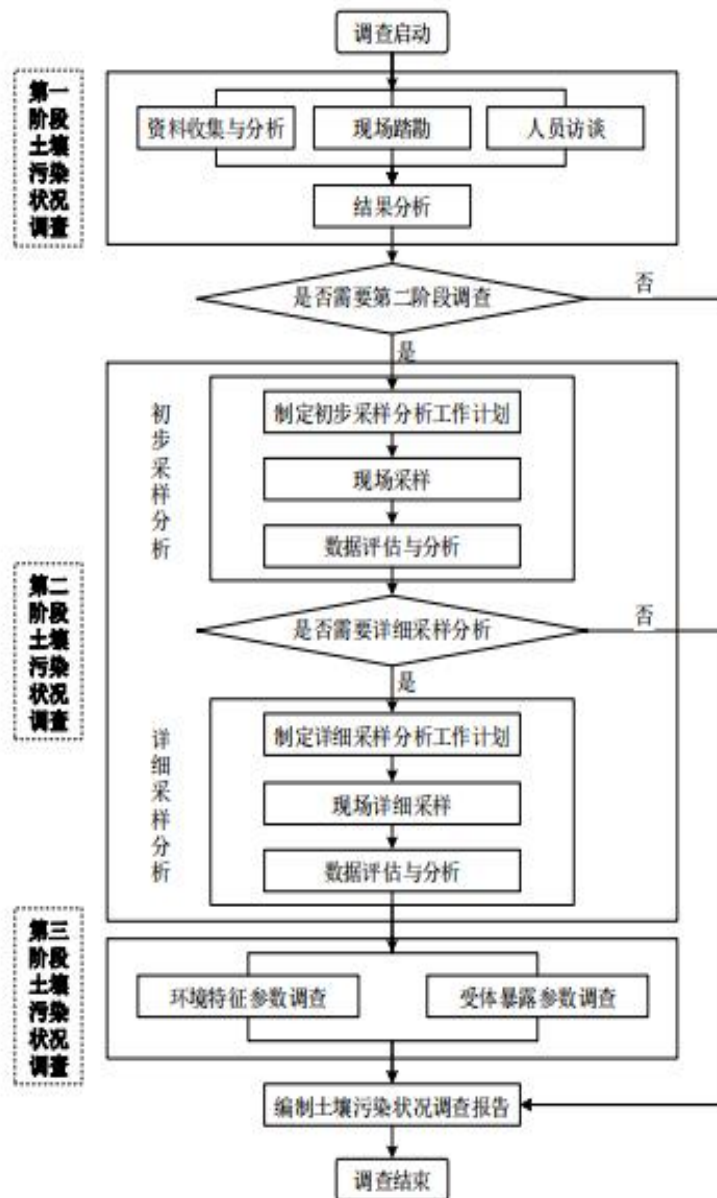 调查启动
第一
阶段
土壤
污染
状况
调查
资料收集与分析
现场踏勘
人员访谈
结果分析
是否需要第二阶段调查
否
是
初步采样分析
制定初步采样分析工作计划
现场采样
数据评估与分析
第二
阶段
土壤
污染
状况
调查
是否需要详细采样分析
否
是
详细采样分析
制定详细采样分析工作计划
现场详细采样
数据评估与分析
第三
阶段
土壤
污染
状况
调查
环境特征参数调查
受体暴露参数调查
编制土壤污染状况调查报告
调查结束